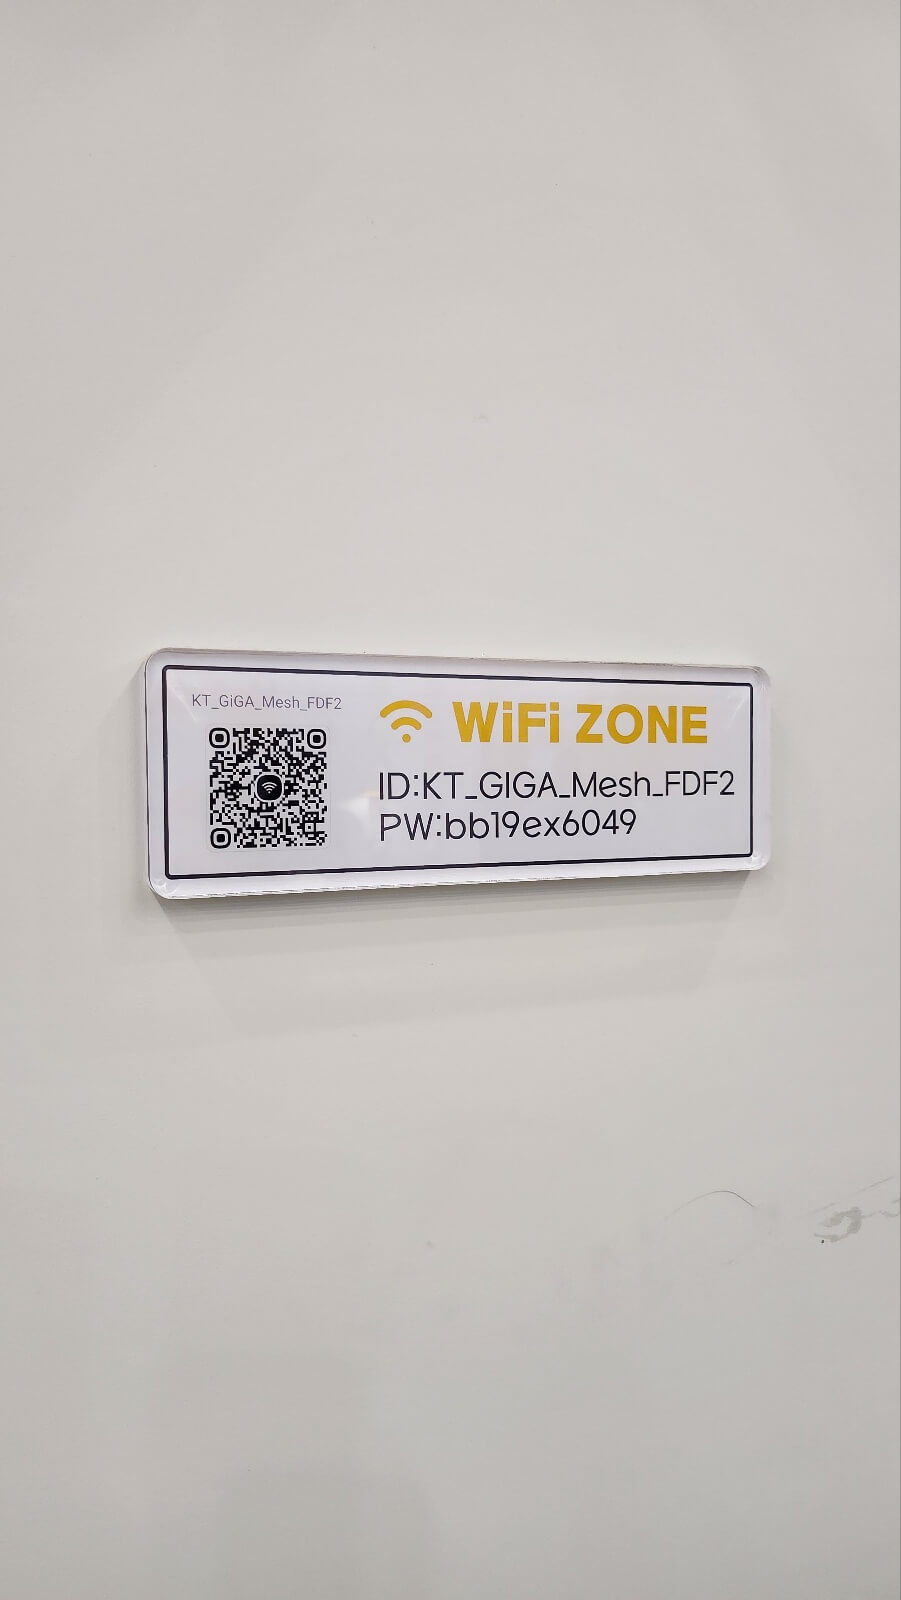 KT_GiGA_Mesh_FDF2
WiFi ZONE
ID:KT_GIGA_Mesh_FDF2
PW:bb19ex6049